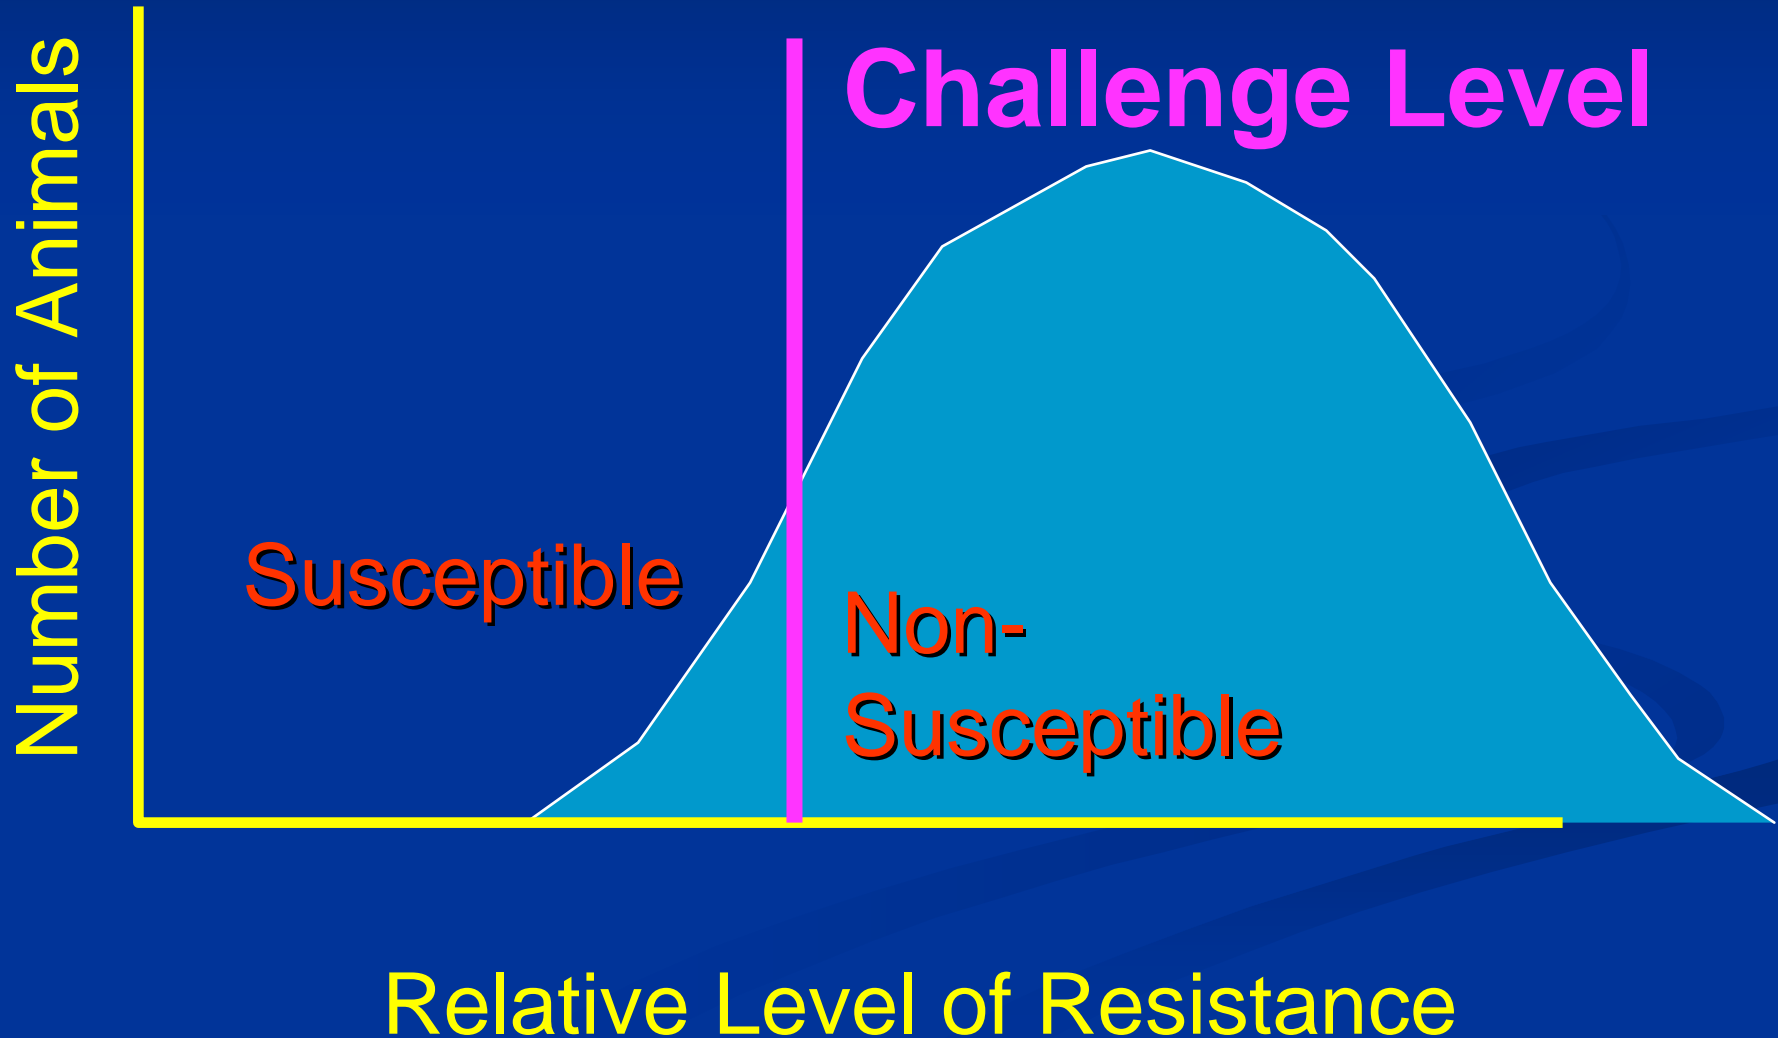 Number of Animals
Challenge Level
Susceptible
Non-
Susceptible
Relative Level of Resistance